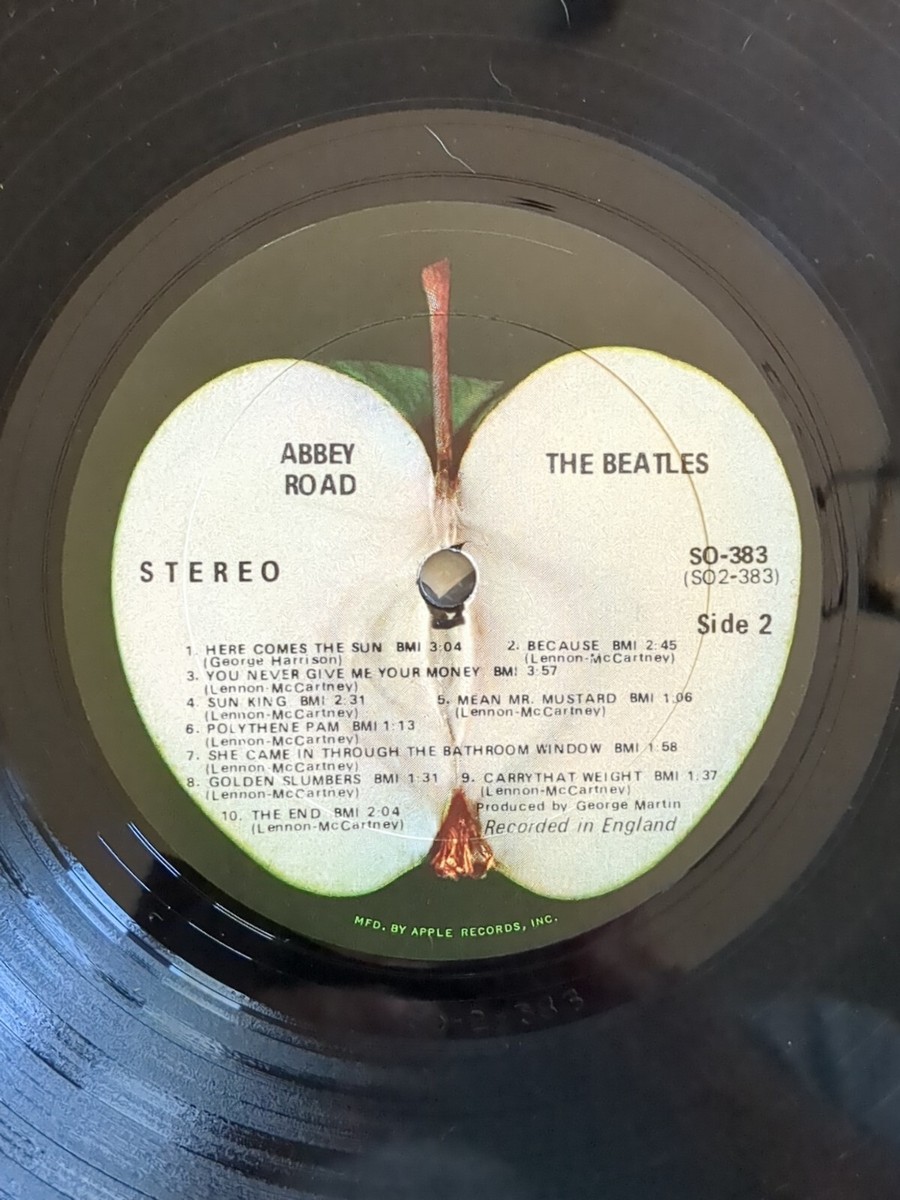 ABBEY
ROAD
THE BEATLES
STEREO
SO-383
(SO2-383)
Side 2
1. HERE COMES THE SUN BMI 3:04 2. BECAUSE BMI 2:45
(George Harrison) (Lennon-McCartney)
3. YOU NEVER GIVE ME YOUR MONEY BMI 3:57
(Lennon-McCartney)
4. SUN KING BMI 2:31 5. MEAN MR. MUSTARD BMI 1:06
(Lennon-McCartney) (Lennon-McCartney)
6. POLYTHENE PAM BMI 1:13
(Lennon-McCartney)
7. SHE CAME IN THROUGH THE BATHROOM WINDOW BMI 1:58
(Lennon-McCartney)
8. GOLDEN SLUMBERS BMI 1:31 9. CARRY THAT WEIGHT BMI 1:37
(Lennon-McCartney) (Lennon-McCartney)
10. THE END BMI 2:04 Produced by George Martin
(Lennon-McCartney) Recorded in England
MFD. BY APPLE RECORDS, INC.